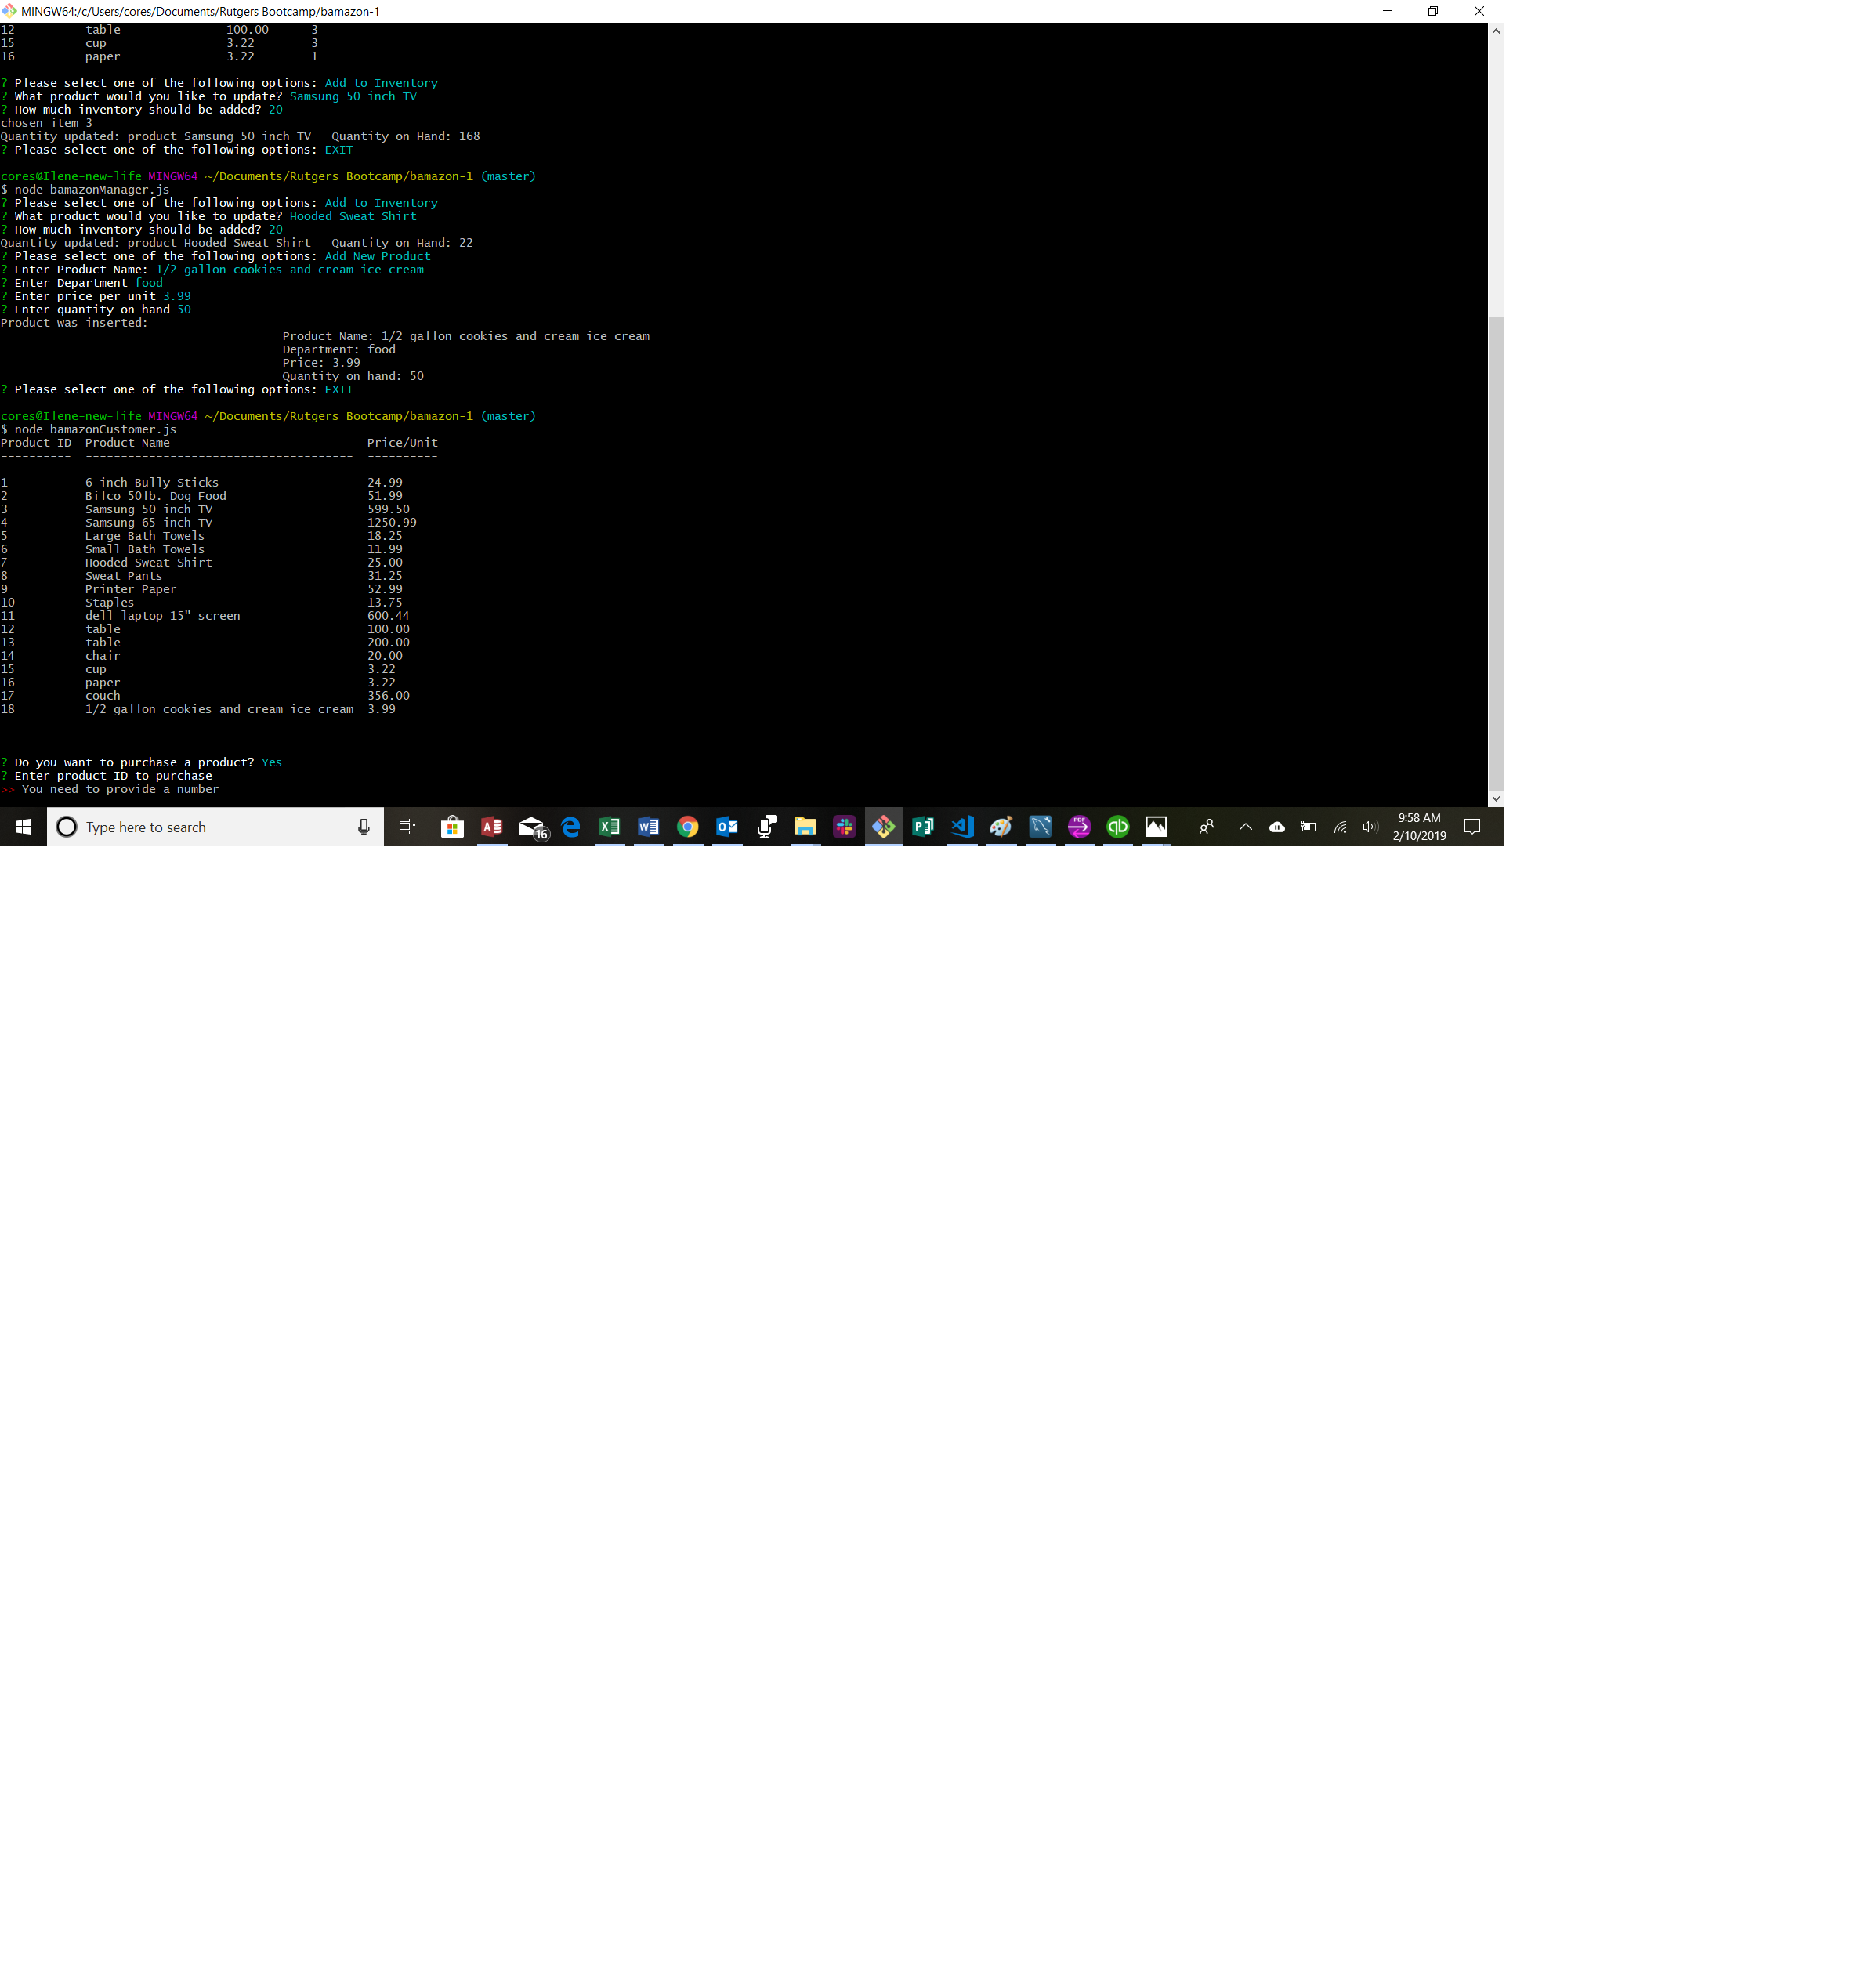 MINGW64:/c/Users/cores/Documents/Rutgers Bootcamp/bamazon-1
12 table 100.00 3
15 cup 3.22 3
16 paper 3.22 1
? Please select one of the following options: Add to Inventory
? What product would you like to update? Samsung 50 inch TV
? How much inventory should be added? 20
chosen item 3
Quantity updated: product Samsung 50 inch TV Quantity on Hand: 168
? Please select one of the following options: EXIT
cores@Ilene-new-life MINGW64 ~/Documents/Rutgers Bootcamp/bamazon-1 (master)
$ node bamazonManager.js
? Please select one of the following options: Add to Inventory
? What product would you like to update? Hooded Sweat Shirt
? How much inventory should be added? 20
Quantity updated: product Hooded Sweat Shirt Quantity on Hand: 22
? Please select one of the following options: Add New Product
? Enter Product Name: 1/2 gallon cookies and cream ice cream
? Enter Department food
? Enter price per unit 3.99
? Enter quantity on hand 50
Product was inserted:
Product Name: 1/2 gallon cookies and cream ice cream
Department: food
Price: 3.99
Quantity on hand: 50
? Please select one of the following options: EXIT
cores@Ilene-new-life MINGW64 ~/Documents/Rutgers Bootcamp/bamazon-1 (master)
$ node bamazonCustomer.js
Product ID Product Name Price/Unit
---------- -------------------------------------- ----------
1 6 inch Bully Sticks 24.99
2 Bilco 50lb. Dog Food 51.99
3 Samsung 50 inch TV 599.50
4 Samsung 65 inch TV 1250.99
5 Large Bath Towels 18.25
6 Small Bath Towels 11.99
7 Hooded Sweat Shirt 25.00
8 Sweat Pants 31.25
9 Printer Paper 52.99
10 Staples 13.75
11 dell laptop 15" screen 600.44
12 table 100.00
13 table 200.00
14 chair 20.00
15 cup 3.22
16 paper 3.22
17 couch 356.00
18 1/2 gallon cookies and cream ice cream 3.99
? Do you want to purchase a product? Yes
? Enter product ID to purchase
>> You need to provide a number
Type here to search
16
PDF
9:58 AM
2/10/2019